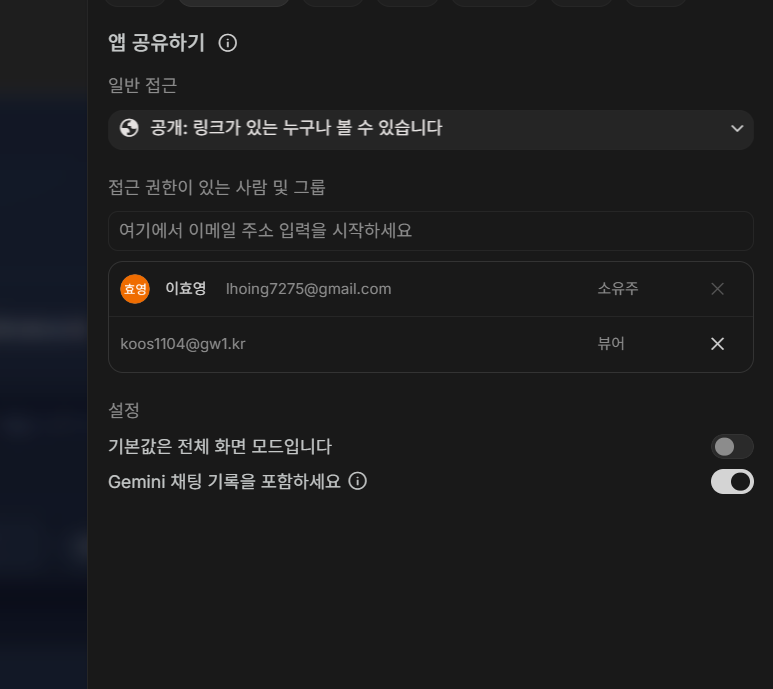 앱 공유하기
일반 접근
공개: 링크가 있는 누구나 볼 수 있습니다
접근 권한이 있는 사람 및 그룹
여기에서 이메일 주소 입력을 시작하세요
효영 이효영 lhoing7275@gmail.com 소유주
koos1104@gw1.kr 뷰어
설정
기본값은 전체 화면 모드입니다
Gemini 채팅 기록을 포함하세요